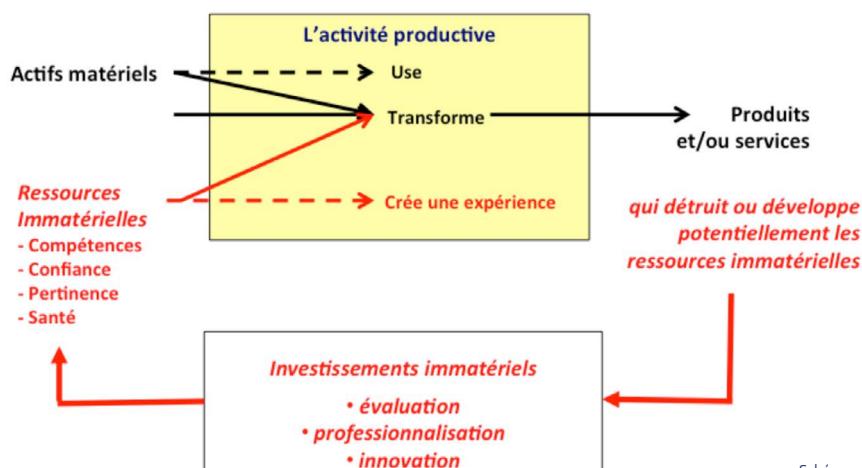 L'activité productive
Actifs matériels
Use
Transforme
Produits
et/ou services
Ressources
Immatérielles
- Compétences
- Confiance
- Pertinence
- Santé
Crée une expérience
qui détruit ou développe
potentiellement les
ressources immatérielles
Investissements immatériels
• évaluation
• professionnalisation
• innovation